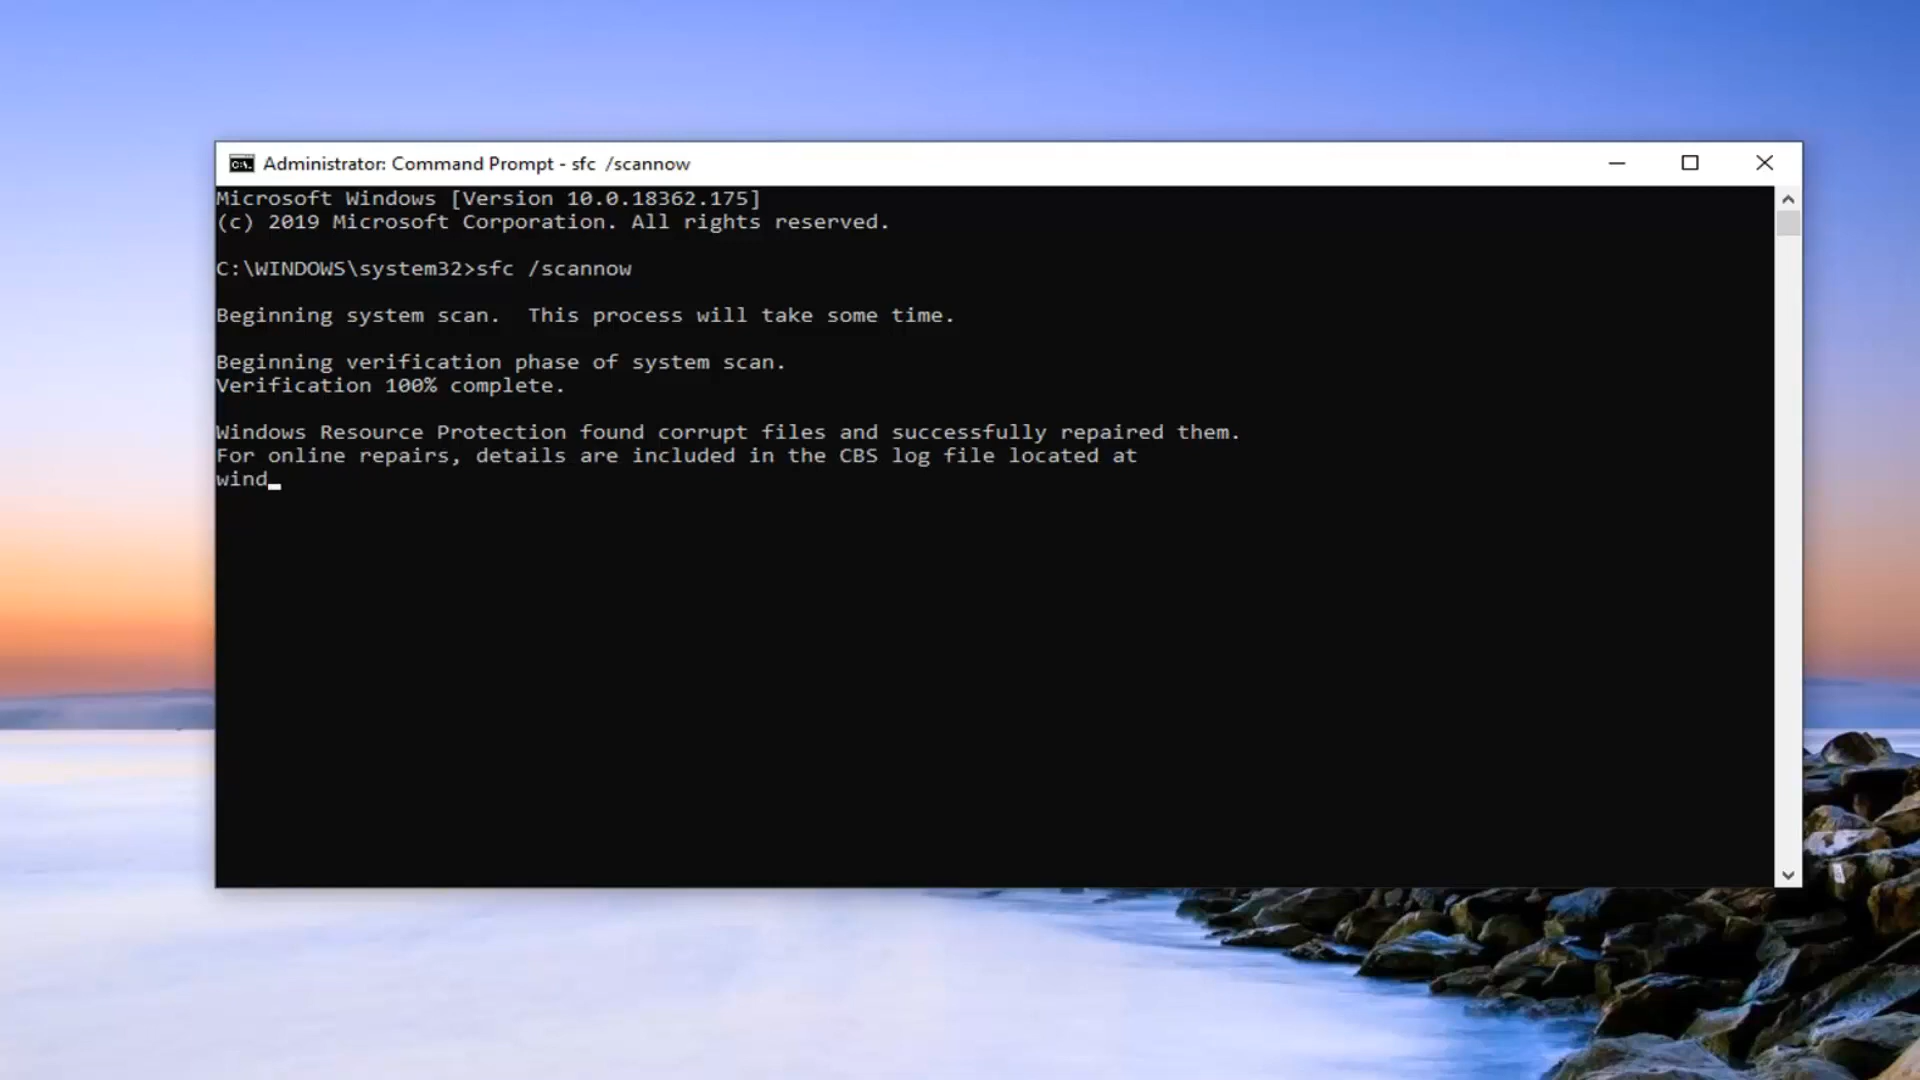 Administrator: Command Prompt - sfc  /scannow
Microsoft Windows [Version 10.0.18362.175]
(c) 2019 Microsoft Corporation. All rights reserved.
C:\WINDOWS\system32>sfc /scannow
Beginning system scan.  This process will take some time.
Beginning verification phase of system scan.
Verification 100% complete.
Windows Resource Protection found corrupt files and successfully repaired them.
For online repairs, details are included in the CBS log file located at
wind